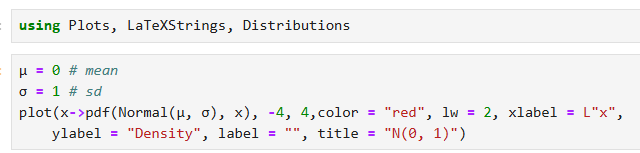 using Plots, LaTeXStrings, Distributions
μ = 0 # mean
σ = 1 # sd
plot(x->pdf(Normal(μ, σ), x), -4, 4,color = "red", lw = 2, xlabel = L"x",
    ylabel = "Density", label = "", title = "N(0, 1)")